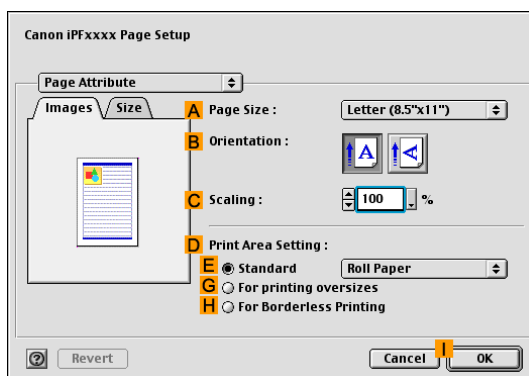 Canon iPFxxxx Page Setup
Page Attribute
Images Size
A Page Size : Letter (8.5"x11")
B Orientation : A A
C Scaling : 100 %
D Print Area Setting :
E Standard Roll Paper
G For printing oversizes
H For Borderless Printing
? Revert Cancel I OK